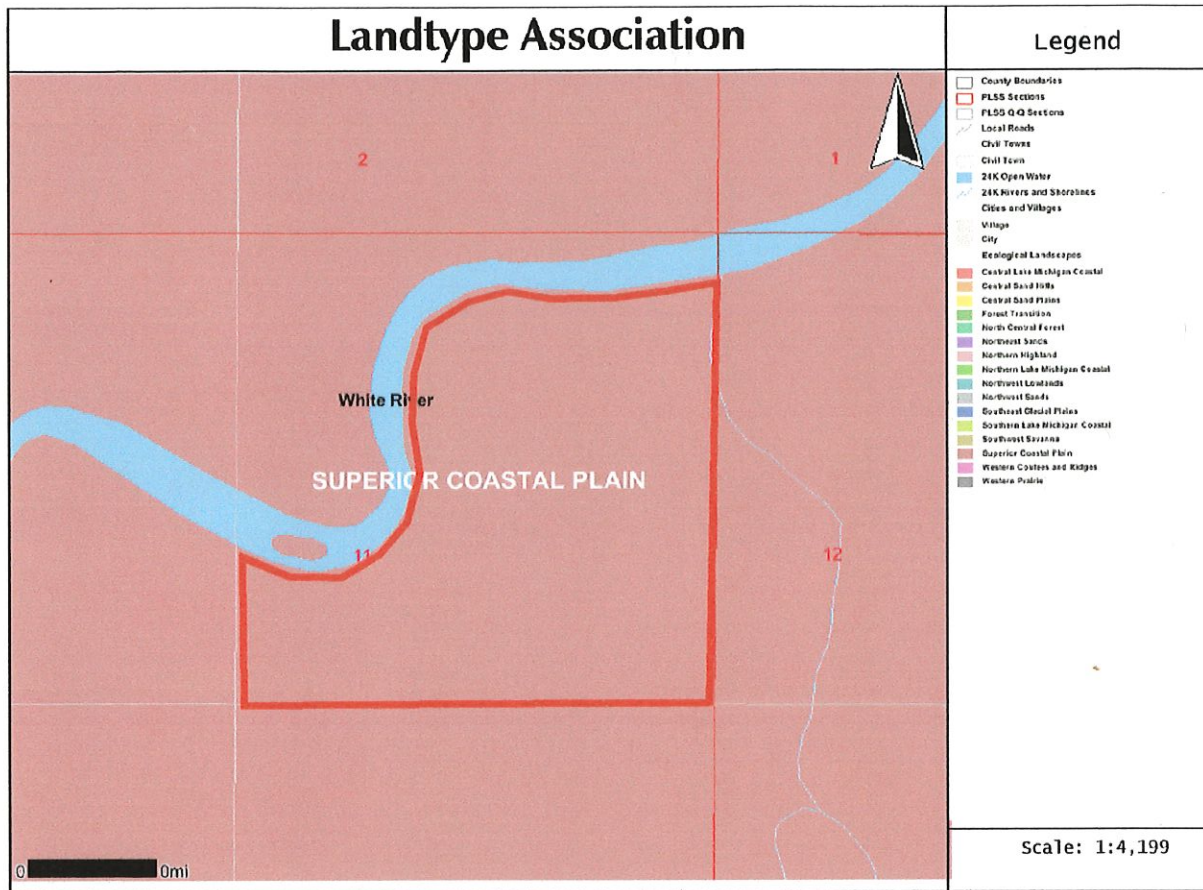 Landtype Association
Legend
County Boundaries
PLSS Sections
PLSS Q-Q Sections
Local Roads
Civil Towns
Civil Town
24K Open Water
24K Rivers and Shorelines
Cities and Villages
Village
City
Ecological Landscapes
Central Lake Michigan Coastal
Central Sand Hills
Central Sand Plains
Forest Transition
North Central Forest
Northeast Sands
Northern Highland
Northern Lake Michigan Coastal
Northwest Lowlands
Northwest Sands
Southeast Glacial Plains
Southern Lake Michigan Coastal
Southwest Savanna
Superior Coastal Plain
Western Coulees and Ridges
Western Prairie
2
1
White River
SUPERIOR COASTAL PLAIN
11
12
0 0mi
Scale: 1:4,199